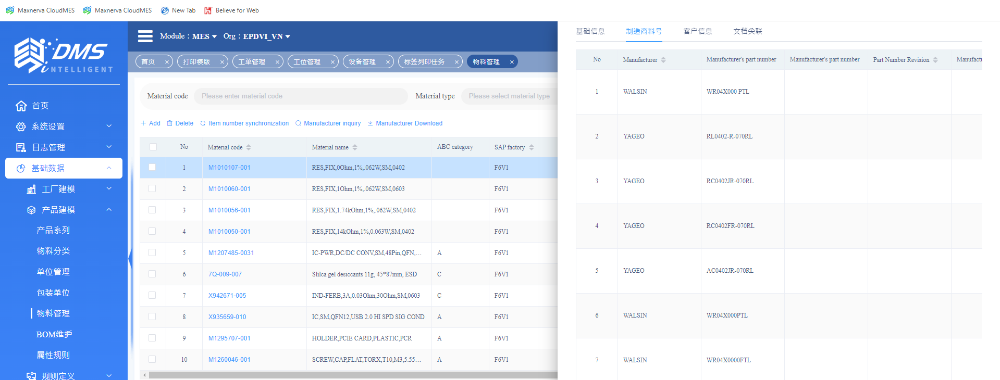 Maxnerva CloudMES Maxnerva CloudMES New Tab Believe for Web
iDMS
iNTELLIGENT
Module : MES Org : EPDVI_VN
首页 打印模版 工单管理 工位管理 设备管理 标签列印任务 物料管理
首页
系统设置
日志管理
基础数据
工厂建模
产品建模
产品系列
物料分类
单位管理
包装单位
物料管理
BOM维护
属性规则
规则定义
Material code Please enter material code Material type Please select material type
Add Delete Item number synchronization Manufacturer inquiry Manufacturer Download
No Material code Material name ABC category SAP factory
1 M1010107-001 RES,FIX,0Ohm,1%,.062W,SM,0402 F6V1
2 M1010060-001 RES,FIX,1Ohm,1%,.062W,SM,0603 F6V1
3 M1010056-001 RES,FIX,1.74kOhm,1%,.062W,SM,0402 F6V1
4 M1010050-001 RES,FIX,14kOhm,1%,0.063W,SM,0402 F6V1
5 M1207485-0031 IC-PWR,DC/DC CONV,SM,48Pin,QFN,... A F6V1
6 7Q-009-007 Slilca gel desiccants 11g, 45*87mm, ESD C F6V1
7 X942671-005 IND-FERB,3A,0.03Ohm,30Ohm,SM,0603 C F6V1
8 X935659-010 IC,SM,QFN12,USB 2.0 HI SPD SIG COND A F6V1
9 M1295707-001 HOLDER,PCIE CARD,PLASTIC,PCR A F6V1
10 M1260046-001 SCREW,CAP,FLAT,TORX,T10,M3,5.55... A F6V1
基础信息 制造商料号 客户信息 文档关联
No Manufacturer Manufacturer's part number Manufacturer's part number Part Number Revision Manufactu
1 WALSIN WR04X000 PTL
2 YAGEO RL0402-R-070RL
3 YAGEO RC0402JR-070RL
4 YAGEO RC0402FR-070RL
5 YAGEO AC0402JR-070RL
6 WALSIN WR04X000PTL
7 WALSIN WR04X0000FTL